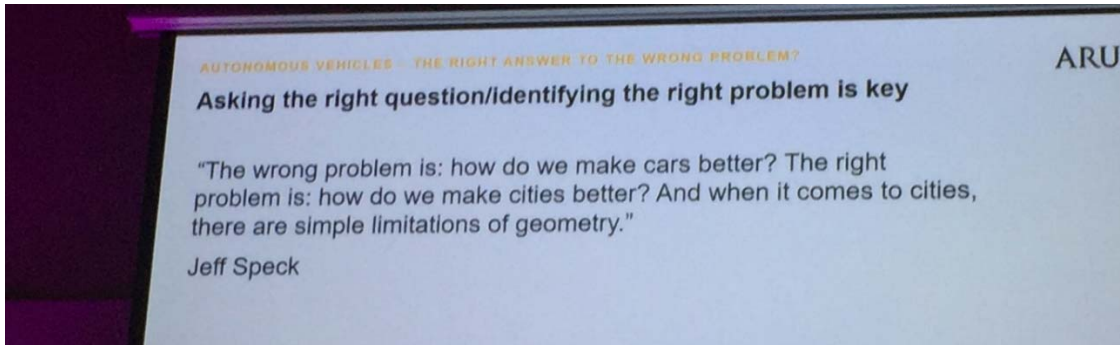 AUTONOMOUS VEHICLES - THE RIGHT ANSWER TO THE WRONG PROBLEM?
ARU
Asking the right question/identifying the right problem is key
“The wrong problem is: how do we make cars better? The right
problem is: how do we make cities better? And when it comes to cities,
there are simple limitations of geometry.”
Jeff Speck